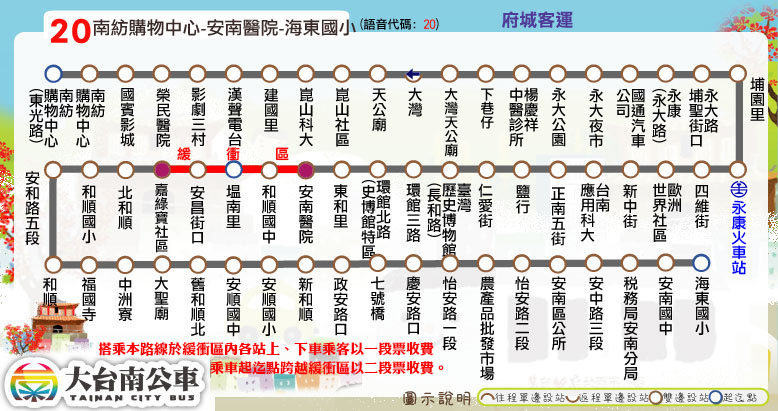 20 南紡購物中心-安南醫院-海東國小 (語音代碼: 20)
府城客運
南紡購物中心(東光路)
南紡購物中心
國賓影城
榮民醫院
影劇三村
漢聲電台
建國里
崑山科大
崑山社區
天公廟
大灣
大灣天公廟
下巷仔
楊慶祥中醫診所
永大公園
永大夜市
國通汽車公司
永康(永大路)
永大路埔聖街口
埔園里
永康火車站
緩衝區
安和路五段
和順國小
北和順
嘉綠寶社區
安昌街口
塭南里
和順國中
安南醫院
東和里
環館北路(史博館特區)
環館三路
臺灣歷史博物館(長和路)
仁愛街
鹽行
正南五街
台南應用科大
新中街
歐洲世界社區
四維街
和順
福國寺
中洲寮
大聖廟
舊和順北
安順國中
安順國小
新和順
政安路口
七號橋
慶安路口
怡安路一段
農產品批發市場
怡安路二段
安南區公所
安中路三段
稅務局安南分局
安南國中
海東國小
搭乘本路線於緩衝區內各站上、下車乘客以一段票收費
乘車起迄點跨越緩衝區以二段票收費。
大台南公車
TAINAN CITY BUS
圖示說明 往程單邊設站 返程單邊設站 雙邊設站 起迄點